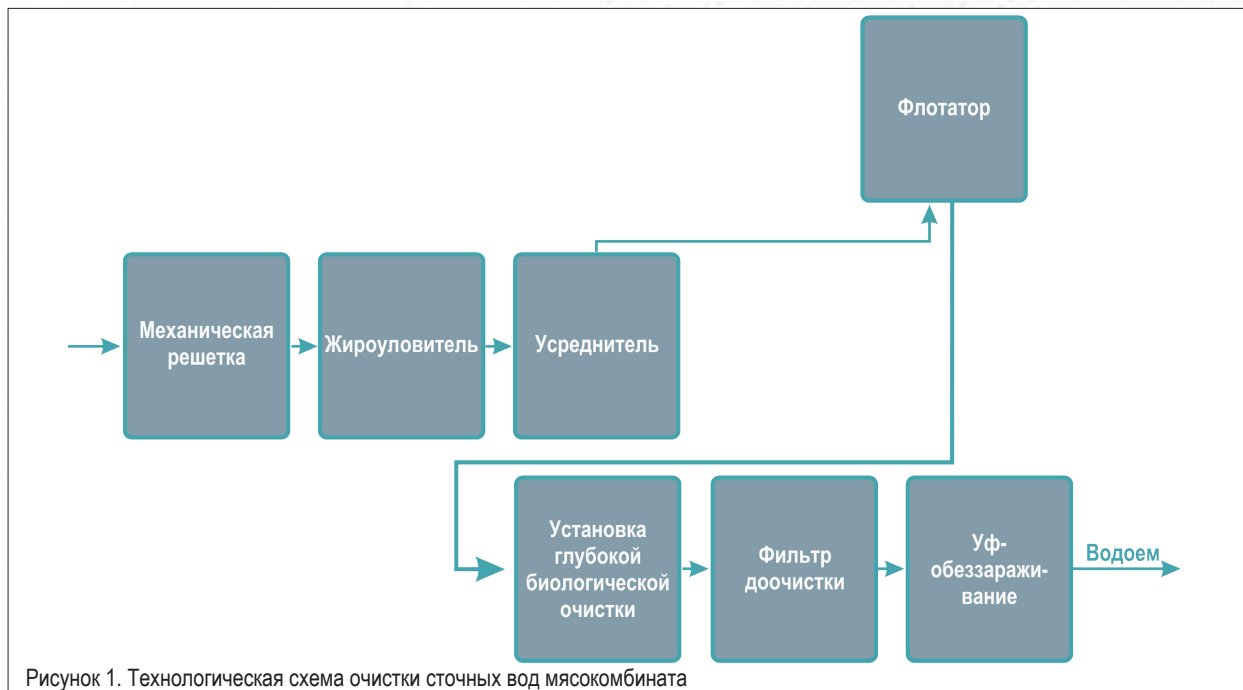 Флотатор
Механическая
решетка
Жироуловитель
Усреднитель
Установка
глубокой
биологической
очистки
Фильтр
доочистки
Уф-
обеззаражи-
вание
Водоем
Рисунок 1. Технологическая схема очистки сточных вод мясокомбината